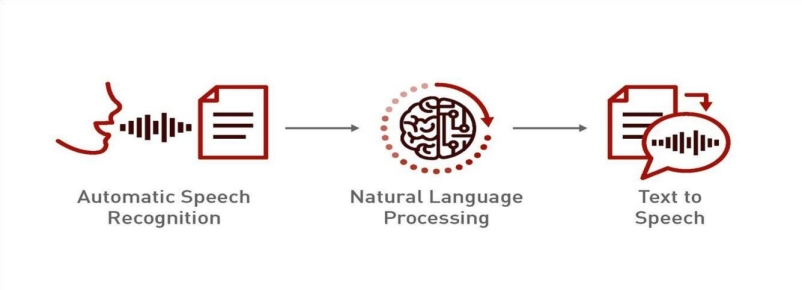 Automatic Speech
Recognition
Natural Language
Processing
Text to
Speech